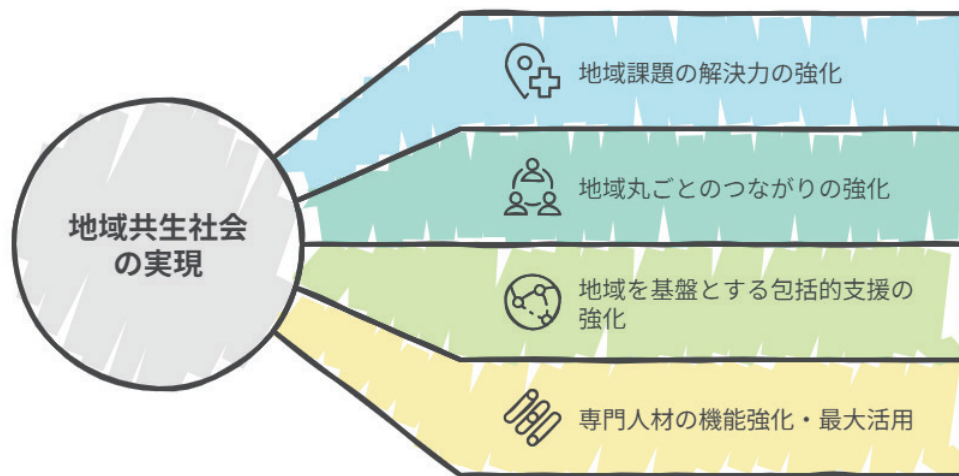 地域共生社会
の実現
地域課題の解決力の強化
地域丸ごとのつながりの強化
地域を基盤とする包括的支援の
強化
専門人材の機能強化・最大活用